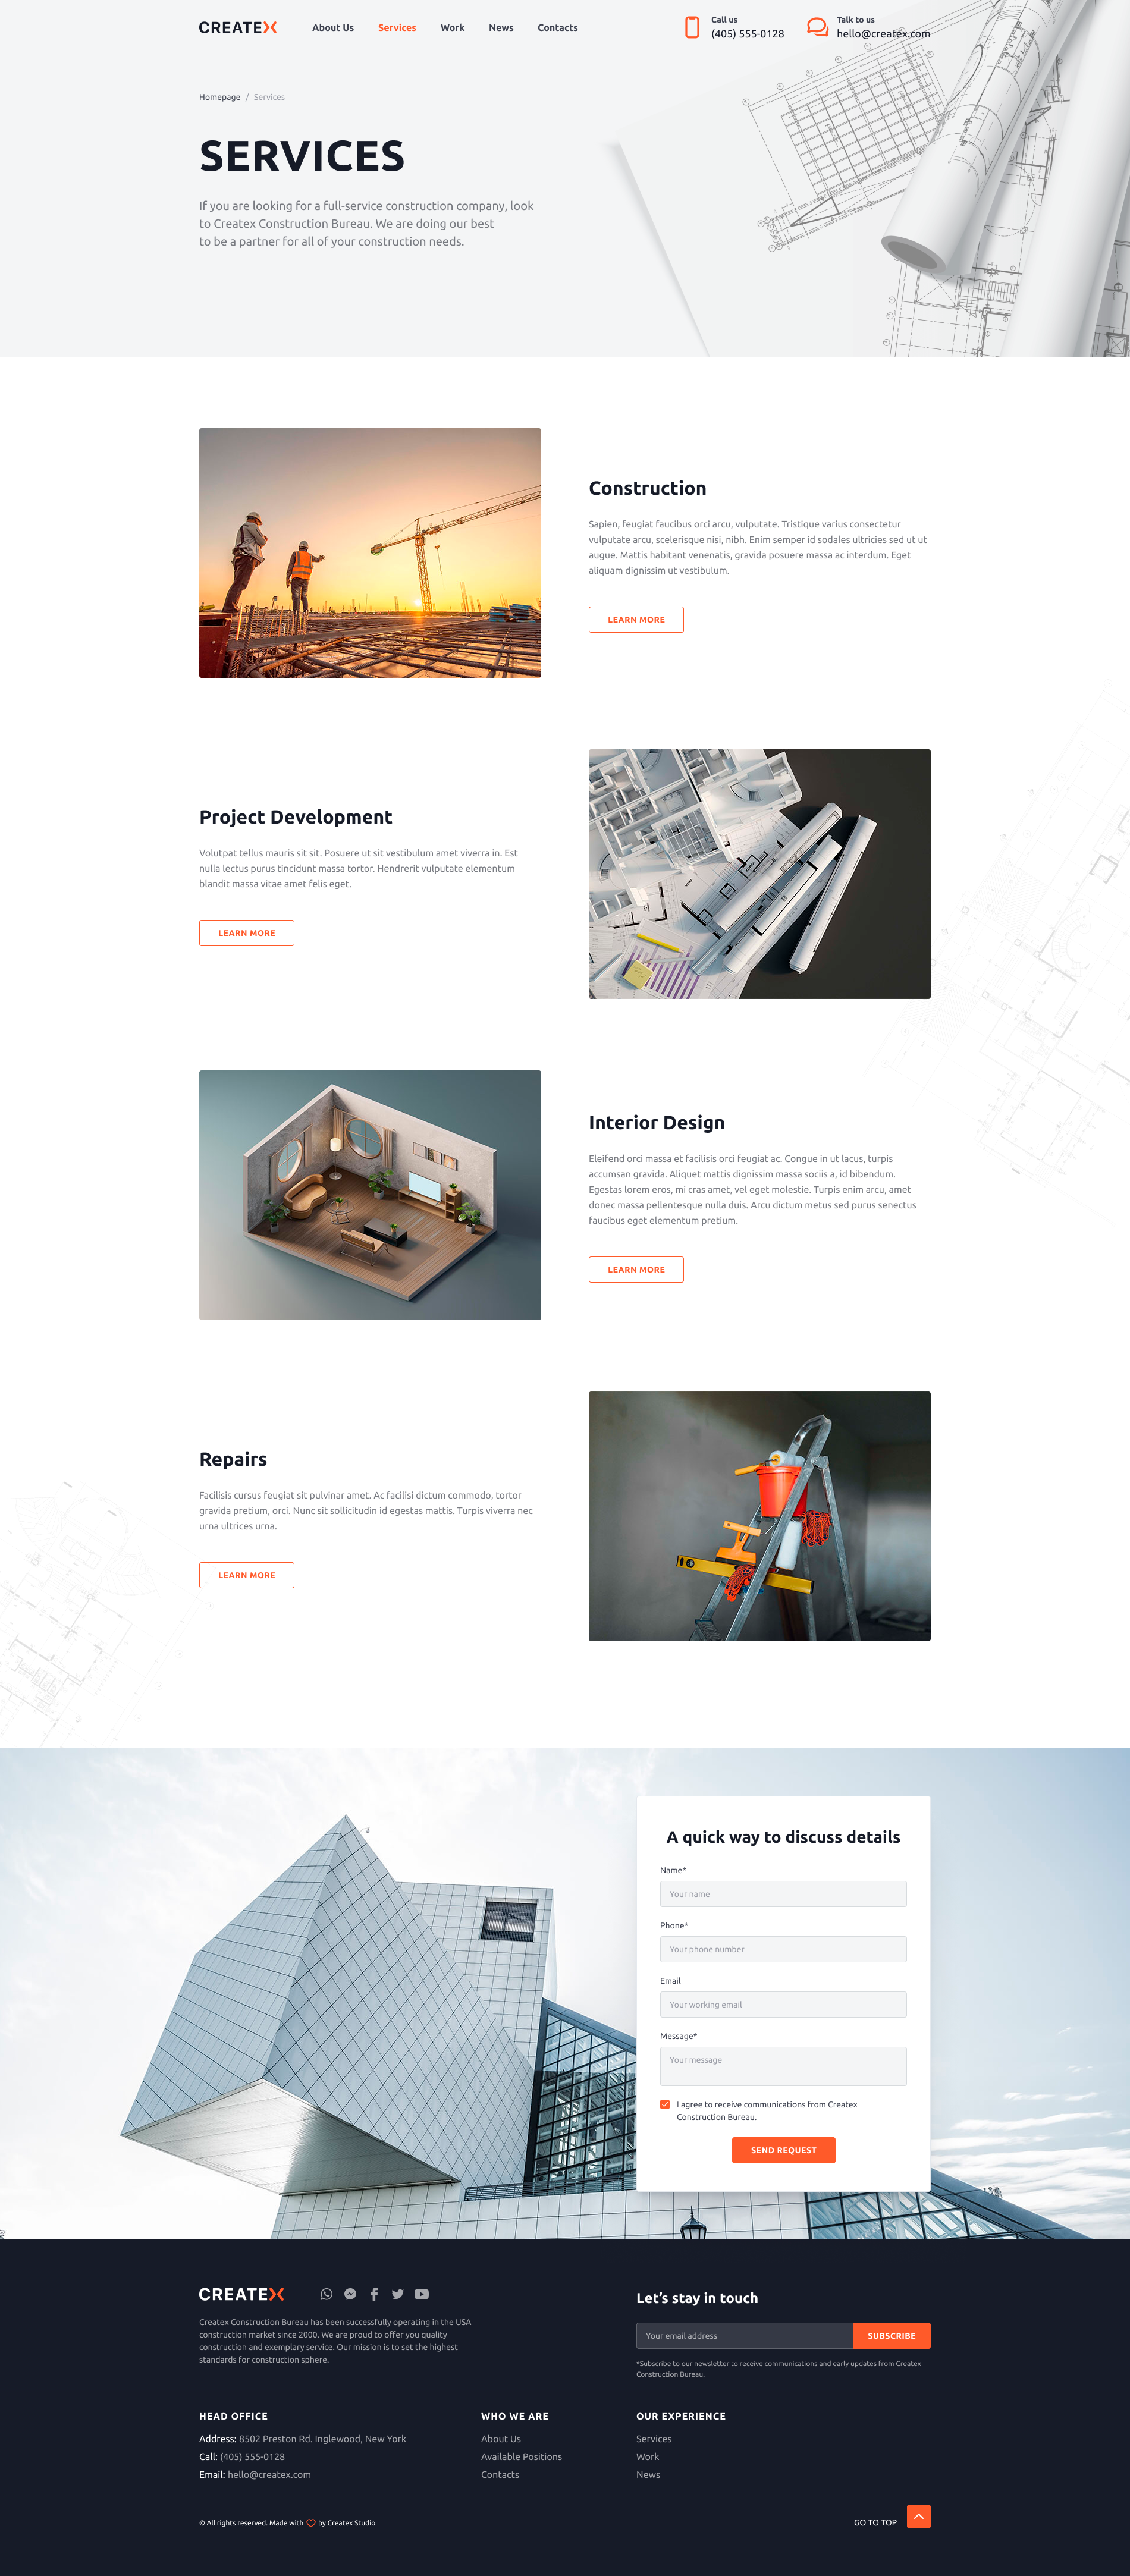 CREATEX
About Us
Services
Work
News
Contacts
Call us
(405) 555-0128
Talk to us
hello@createx.com
Homepage / Services
SERVICES
If you are looking for a full-service construction company, look
to Createx Construction Bureau. We are doing our best
to be a partner for all of your construction needs.
Construction
Sapien, feugiat faucibus orci arcu, vulputate. Tristique varius consectetur
vulputate arcu, scelerisque nisi, nibh. Enim semper id sodales ultricies sed ut ut
augue. Mattis habitant venenatis, gravida posuere massa ac interdum. Eget
aliquam dignissim ut vestibulum.
LEARN MORE
Project Development
Volutpat tellus mauris sit sit. Posuere ut sit vestibulum amet viverra in. Est
nulla lectus purus tincidunt massa tortor. Hendrerit vulputate elementum
blandit massa vitae amet felis eget.
LEARN MORE
Interior Design
Eleifend orci massa et facilisis orci feugiat ac. Congue in ut lacus, turpis
accumsan gravida. Aliquet mattis dignissim massa sociis a, id bibendum.
Egestas lorem eros, mi cras amet, vel eget molestie. Turpis enim arcu, amet
donec massa pellentesque nulla duis. Arcu dictum metus sed purus senectus
faucibus eget elementum pretium.
LEARN MORE
Repairs
Facilisis cursus feugiat sit pulvinar amet. Ac facilisi dictum commodo, tortor
gravida pretium, orci. Nunc sit sollicitudin id egestas mattis. Turpis viverra nec
urna ultrices urna.
LEARN MORE
A quick way to discuss details
Name*
Your name
Phone*
Your phone number
Email
Your working email
Message*
Your message
I agree to receive communications from Createx
Construction Bureau.
SEND REQUEST
CREATEX
Createx Construction Bureau has been successfully operating in the USA
construction market since 2000. We are proud to offer you quality
construction and exemplary service. Our mission is to set the highest
standards for construction sphere.
Let's stay in touch
Your email address
SUBSCRIBE
*Subscribe to our newsletter to receive communications and early updates from Createx
Construction Bureau.
HEAD OFFICE
Address: 8502 Preston Rd. Inglewood, New York
Call: (405) 555-0128
Email: hello@createx.com
WHO WE ARE
About Us
Available Positions
Contacts
OUR EXPERIENCE
Services
Work
News
© All rights reserved. Made with by Createx Studio
GO TO TOP